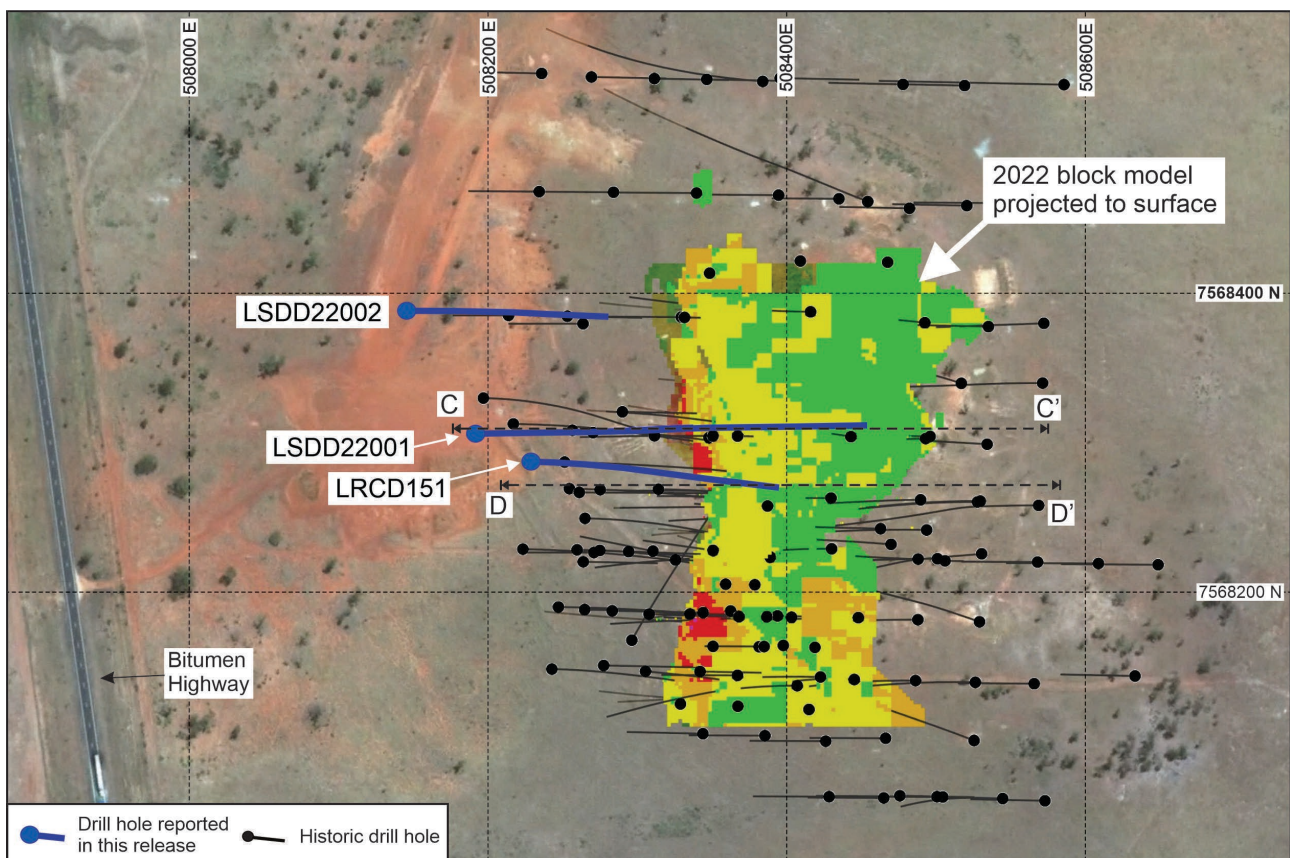 508000 E
508200 E
508400 E
508600E
2022 block model
projected to surface
7568400 N
LSDD22002
C
C'
LSDD22001
LRCD151
D
D'
7568200 N
Bitumen
Highway
Drill hole reported
in this release
Historic drill hole